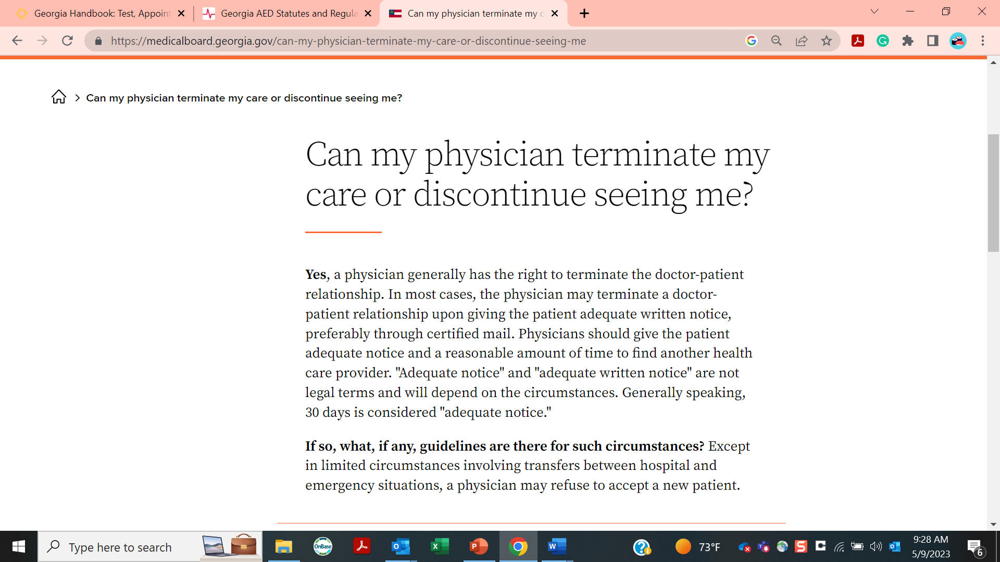 Georgia Handbook: Test, Appoint
Georgia AED Statutes and Regula
Can my physician terminate my c
https://medicalboard.georgia.gov/can-my-physician-terminate-my-care-or-discontinue-seeing-me
Can my physician terminate my care or discontinue seeing me?
Can my physician terminate my
care or discontinue seeing me?
Yes, a physician generally has the right to terminate the doctor-patient
relationship. In most cases, the physician may terminate a doctor-
patient relationship upon giving the patient adequate written notice,
preferably through certified mail. Physicians should give the patient
adequate notice and a reasonable amount of time to find another health
care provider. "Adequate notice" and "adequate written notice" are not
legal terms and will depend on the circumstances. Generally speaking,
30 days is considered "adequate notice."
If so, what, if any, guidelines are there for such circumstances? Except
in limited circumstances involving transfers between hospital and
emergency situations, a physician may refuse to accept a new patient.
Type here to search
OnBase
73°F
9:28 AM
5/9/2023
6